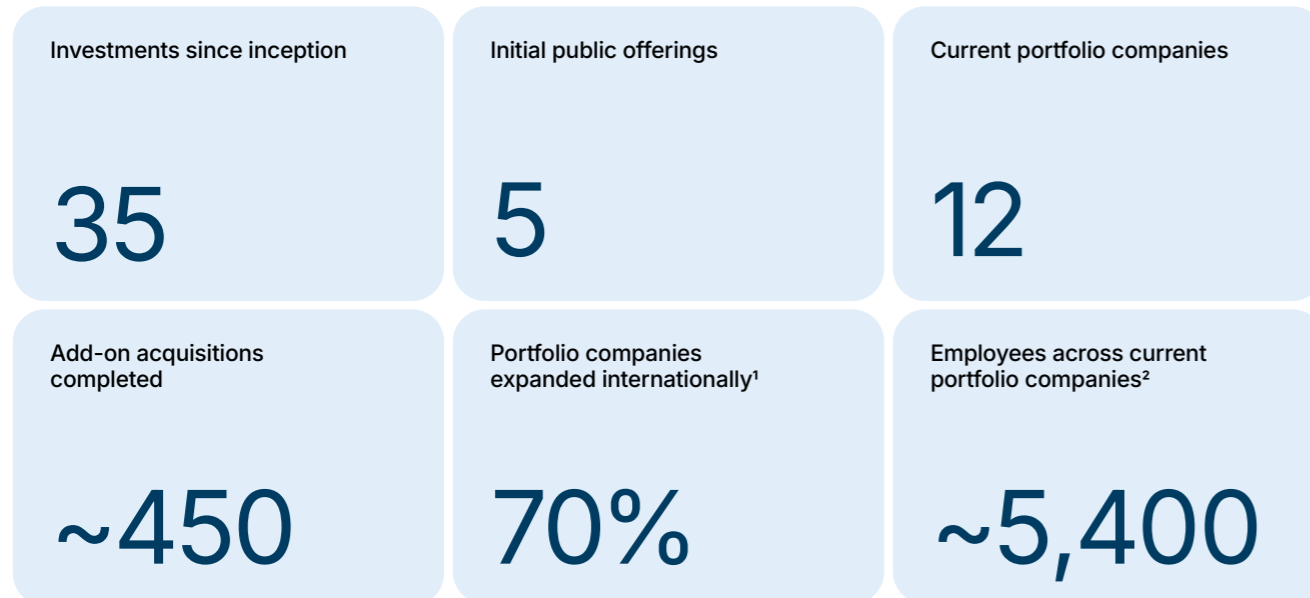 Investments since inception
35
Initial public offerings
5
Current portfolio companies
12
Add-on acquisitions
completed
~450
Portfolio companies
expanded internationally¹
70%
Employees across current
portfolio companies²
~5,400